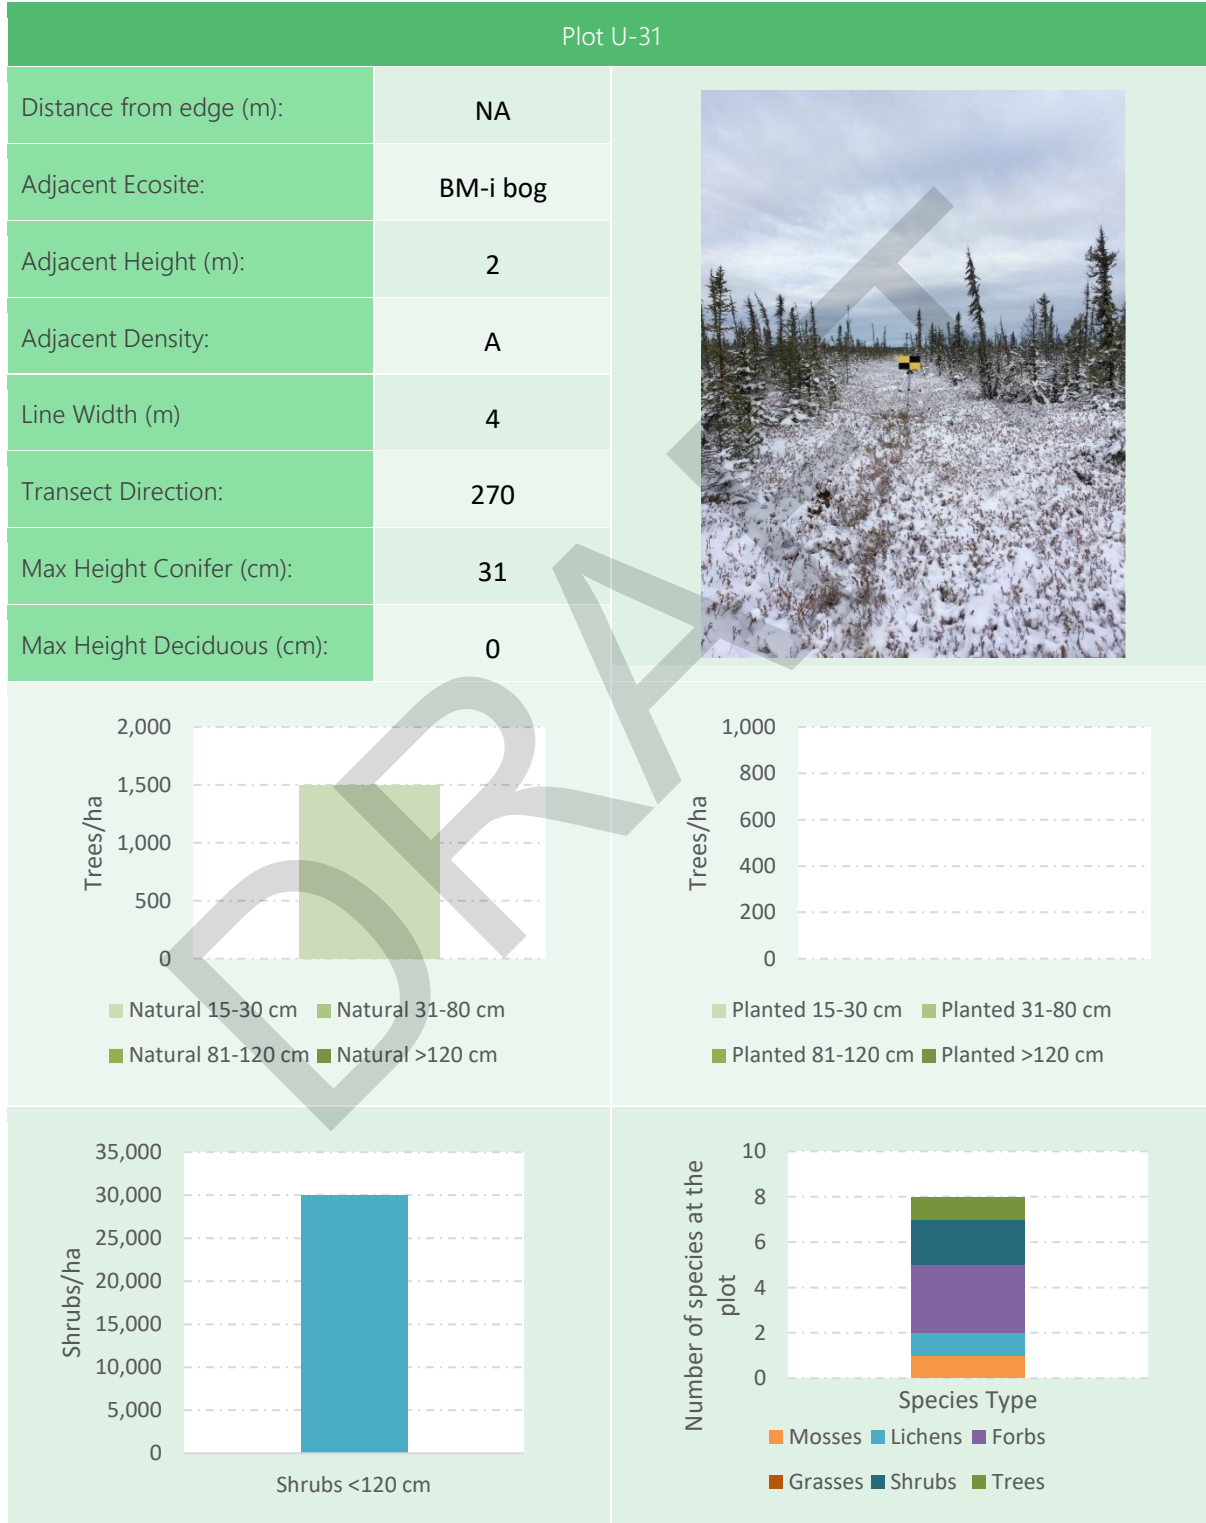 Plot U-31
Distance from edge (m): NA
Adjacent Ecosite: BM-i bog
Adjacent Height (m): 2
Adjacent Density: A
Line Width (m) 4
Transect Direction: 270
Max Height Conifer (cm): 31
Max Height Deciduous (cm): 0
2,000
1,500
1,000
500
0
Trees/ha
Natural 15-30 cm Natural 31-80 cm
Natural 81-120 cm Natural >120 cm
1,000
800
600
400
200
0
Trees/ha
Planted 15-30 cm Planted 31-80 cm
Planted 81-120 cm Planted >120 cm
35,000
30,000
25,000
20,000
15,000
10,000
5,000
0
Shrubs/ha
Shrubs <120 cm
10
8
6
4
2
0
Number of species at the
plot
Species Type
Mosses Lichens Forbs
Grasses Shrubs Trees
DRAFT